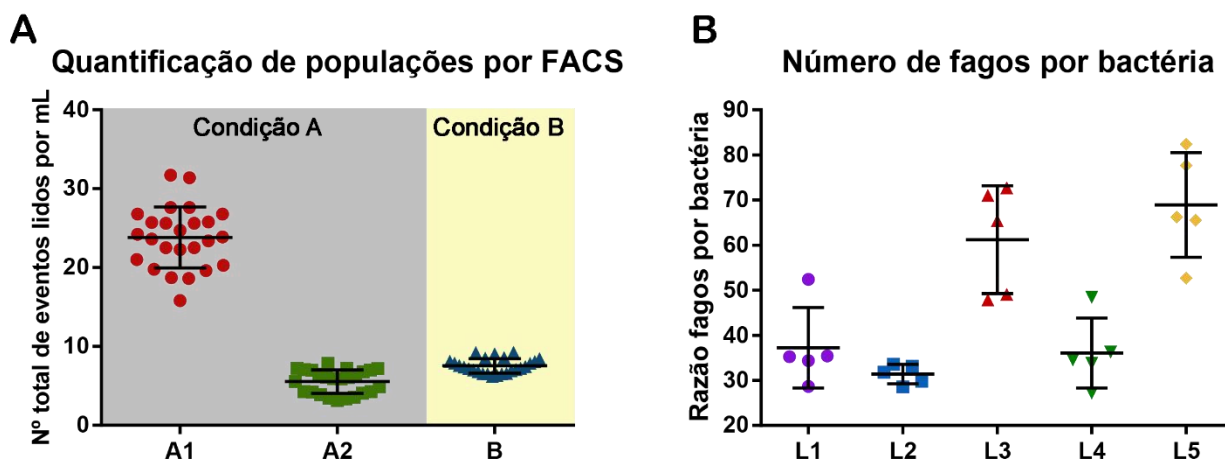 A
Quantificação de populações por FACS
Nº total de eventos lidos por mL
40
30
20
10
0
Condição A
Condição B
A1
A2
B
B
Número de fagos por bactéria
Razão fagos por bactéria
90
80
70
60
50
40
30
20
L1
L2
L3
L4
L5